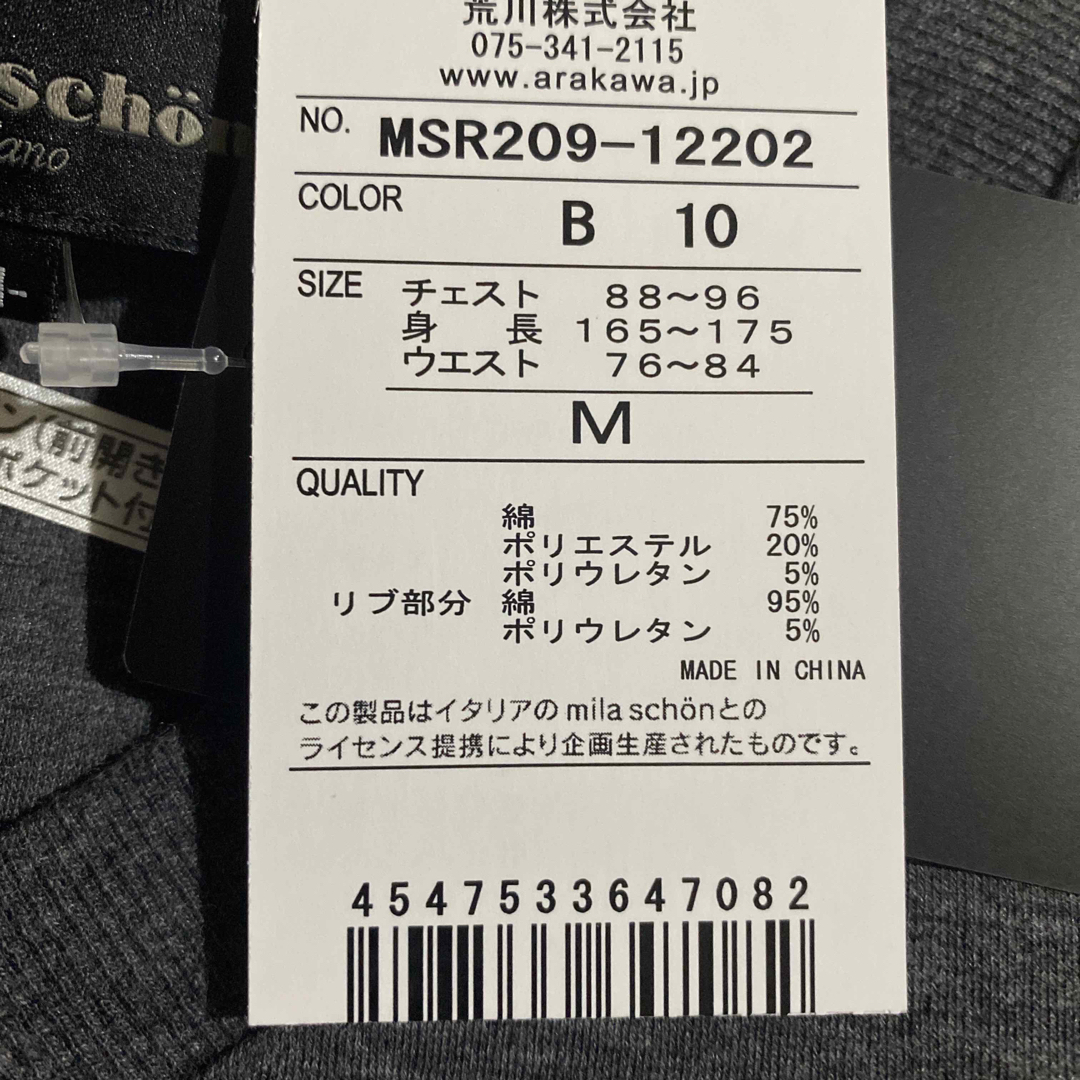 schön
ano
ン(前開き
ポケット付
荒川株式会社
075-341-2115
www.arakawa.jp
NO. MSR209-12202
COLOR B 10
SIZE チェスト 88～96
身長 165～175
ウエスト 76～84
M
QUALITY
綿 75%
ポリエステル 20%
ポリウレタン 5%
リブ部分 綿 95%
ポリウレタン 5%
MADE IN CHINA
この製品はイタリアのmila schönとの
ライセンス提携により企画生産されたものです。
4547533647082